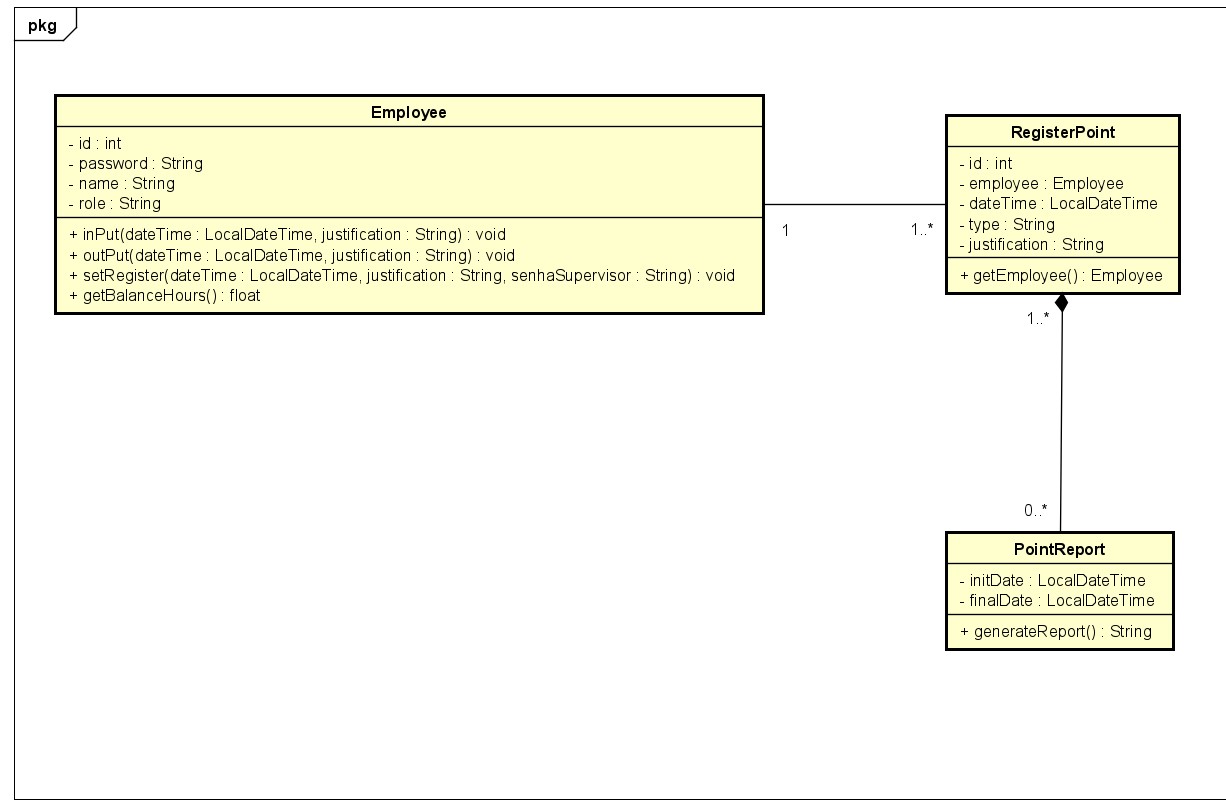 pkg
Employee
- id : int
- password : String
- name : String
- role : String
+ inPut(dateTime : LocalDateTime, justification : String) : void
+ outPut(dateTime : LocalDateTime, justification : String) : void
+ setRegister(dateTime : LocalDateTime, justification : String, senhaSupervisor : String) : void
+ getBalanceHours() : float
1
1..*
RegisterPoint
- id : int
- employee : Employee
- dateTime : LocalDateTime
- type : String
- justification : String
+ getEmployee() : Employee
1..*
0..*
PointReport
- initDate : LocalDateTime
- finalDate : LocalDateTime
+ generateReport() : String